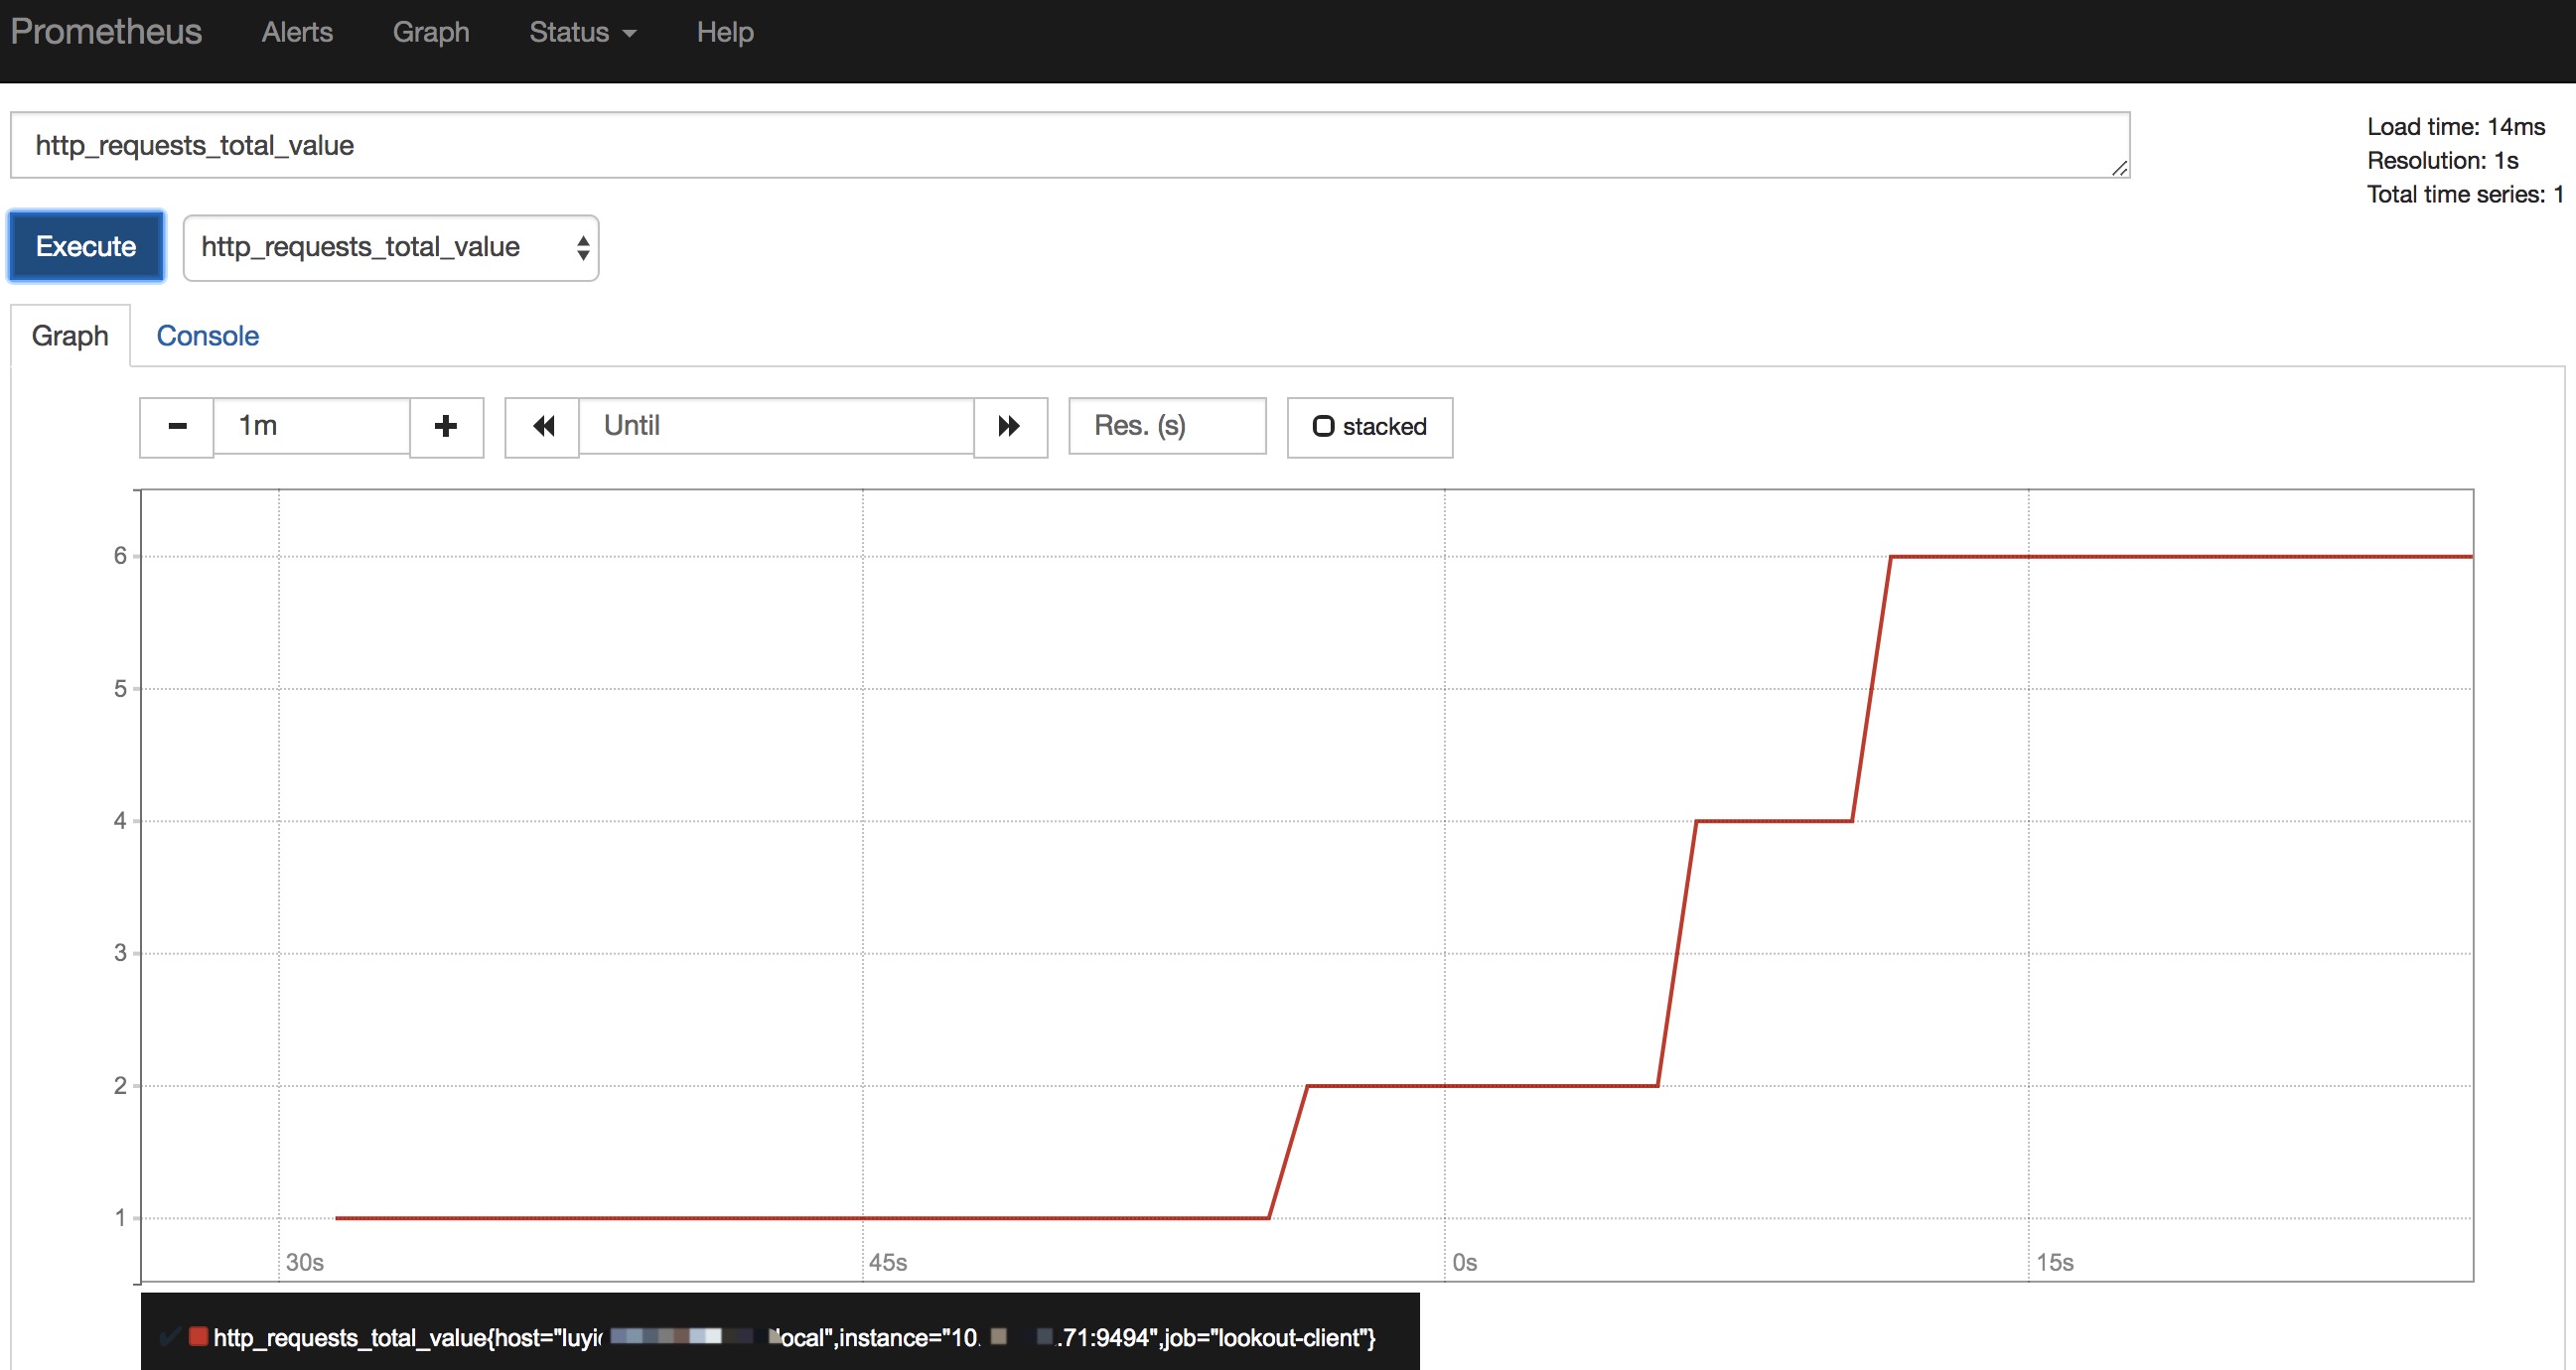 Prometheus Alerts Graph Status Help
http_requests_total_value
Load time: 14ms
Resolution: 1s
Total time series: 1
Execute http_requests_total_value
Graph Console
1m Until Res. (s) stacked
6
5
4
3
2
1
30s 45s 0s 15s
http_requests_total_value{host="luyi local",instance="10. .71:9494",job="lookout-client"}